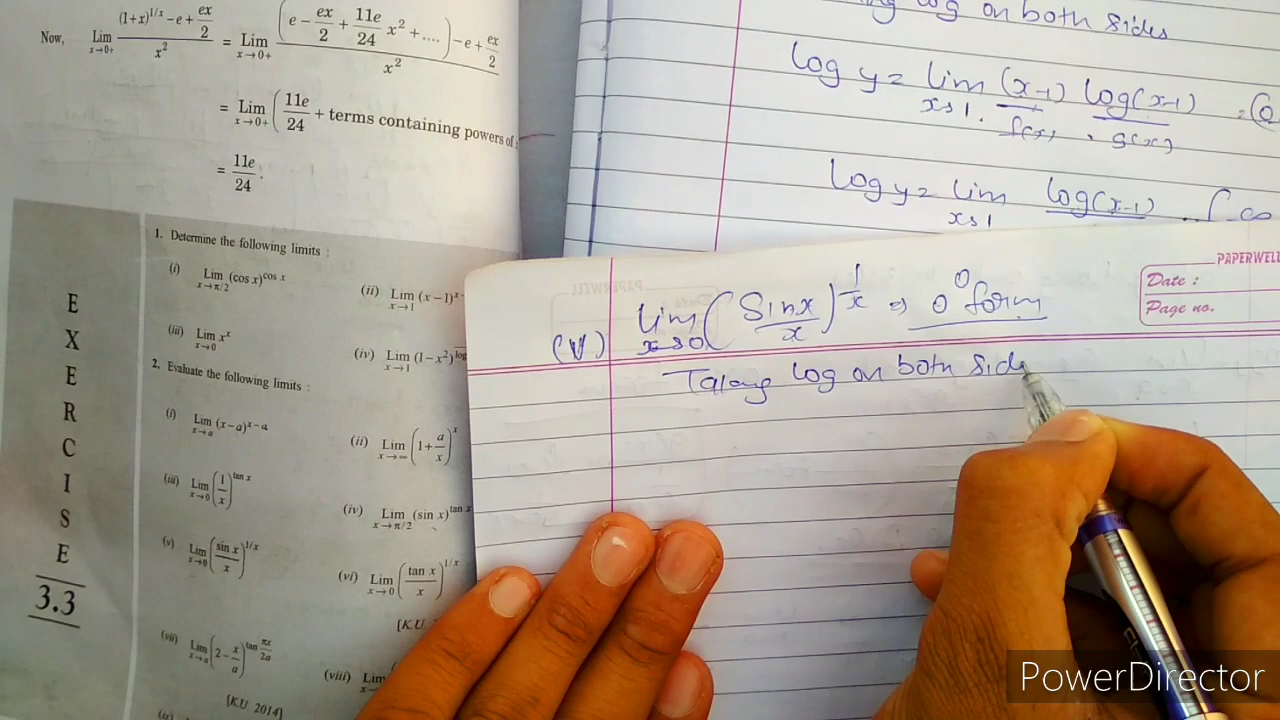 Now, Lim x→0+ ((1+x)^{1/x} − e + ex/2) / x² = Lim x→0+ ((e − ex/2 + 11e/24 x² + ....) − e + ex/2) / x²
= Lim x→0+ (11e/24 + terms containing powers of
= 11e/24 .
EXERCISE
3.3
1. Determine the following limits :
(i) Lim x→π/2 (cos x)^{cos x}
(ii) Lim x→1 (x − 1)^{x-
(iii) Lim x→0 x^x
(iv) Lim x→1 (1 − x²)^{log
2. Evaluate the following limits :
(i) Lim x→a (x − a)^{x−a}
(ii) Lim x→∞ (1 + a/x)^x
(iii) Lim x→0 (1/x)^{tan x}
(iv) Lim x→π/2 (sin x)^{tan x}
(v) Lim x→0 (sin x / x)^{1/x}
(vi) Lim x→0 (tan x / x)^{1/x}
[K.U.
(vii) Lim x→a (2 − x/a)^{tan πx/2a}
(viii) Lim
[K.U. 2014]
log on both sides
log y = lim x→1 . (x-1) log(x-1) =
f(x) , g(x)
log y = lim x→1 log(x-1)
PAPERWELL
Date :
Page no.
(V) lim x→0 (Sinx / x)^{1/x} ⇒ 0^0 form
Taking log on both side
PowerDirector